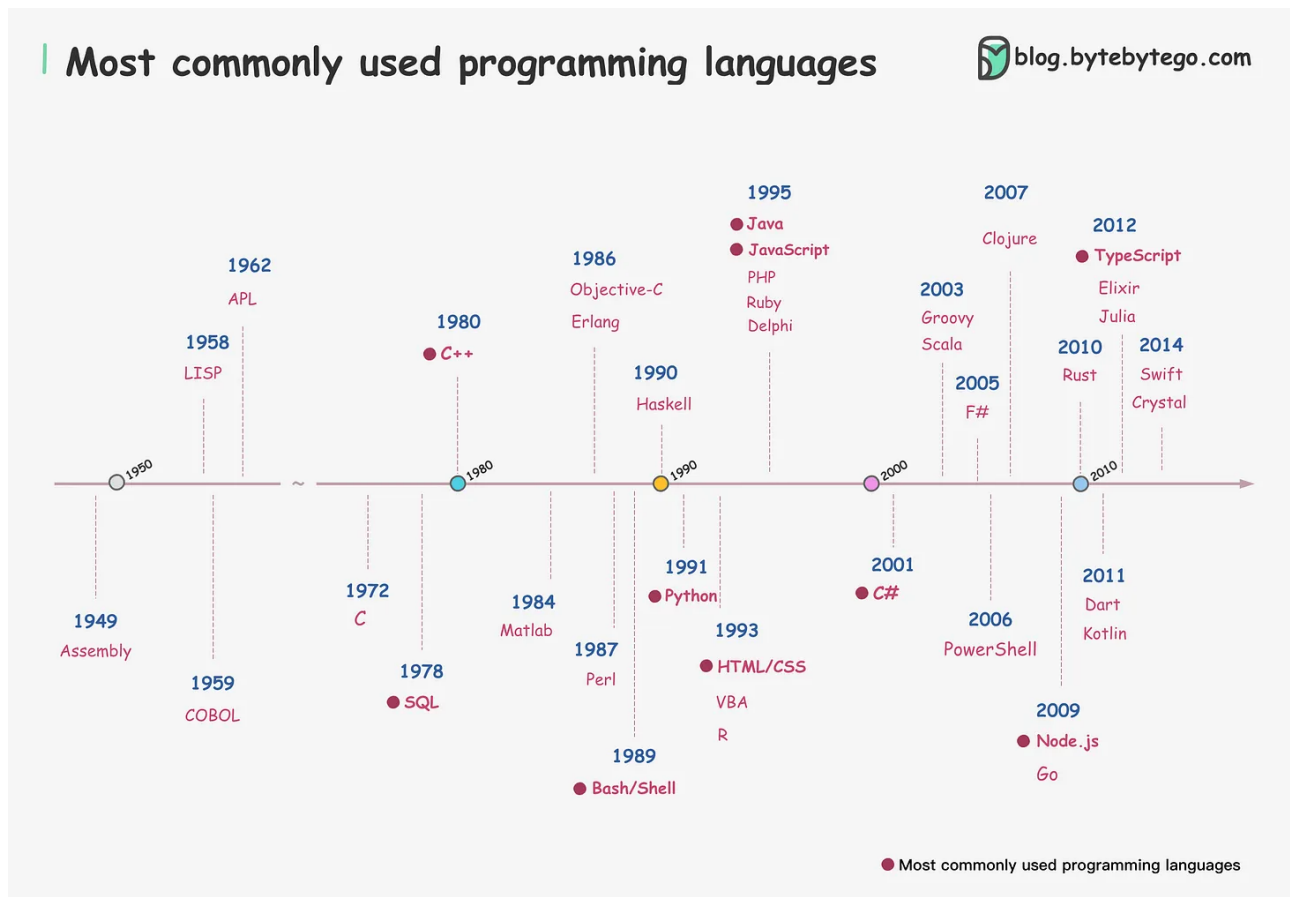 Most commonly used programming languages
blog.bytebytego.com
1995
Java
JavaScript
PHP
Ruby
Delphi
2007
Clojure
2012
TypeScript
Elixir
Julia
1962
APL
1986
Objective-C
Erlang
2003
Groovy
Scala
1958
LISP
1980
C++
1990
Haskell
2005
F#
2010
Rust
2014
Swift
Crystal
1950
~
1980
1990
2000
2010
1949
Assembly
1959
COBOL
1972
C
1978
SQL
1984
Matlab
1987
Perl
1989
Bash/Shell
1991
Python
1993
HTML/CSS
VBA
R
2001
C#
2006
PowerShell
2009
Node.js
Go
2011
Dart
Kotlin
Most commonly used programming languages